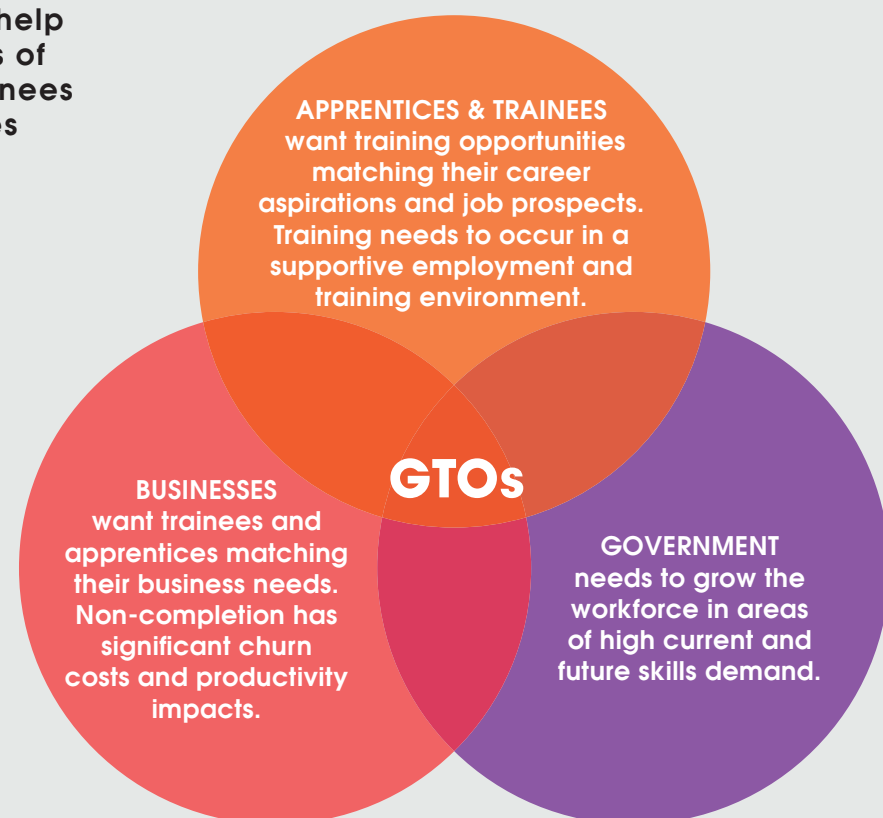 help
s of
nees
es
APPRENTICES & TRAINEES
want training opportunities
matching their career
aspirations and job prospects.
Training needs to occur in a
supportive employment and
training environment.
GTOs
BUSINESSES
want trainees and
apprentices matching
their business needs.
Non-completion has
significant churn
costs and productivity
impacts.
GOVERNMENT
needs to grow the
workforce in areas
of high current and
future skills demand.